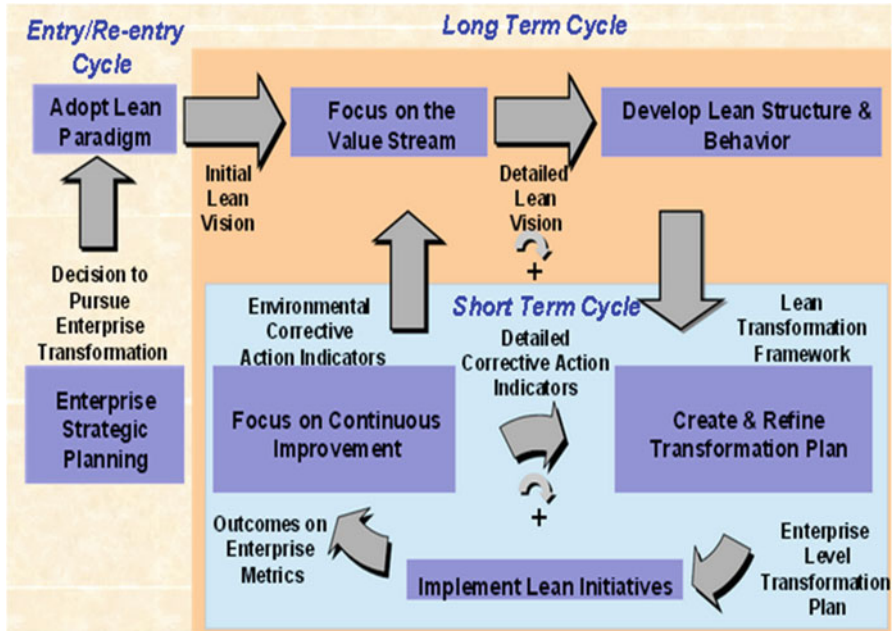 Entry/Re-entry
Cycle
Long Term Cycle
Adopt Lean
Paradigm
Focus on the
Value Stream
Develop Lean Structure &
Behavior
Initial
Lean
Vision
Detailed
Lean
Vision
+
Decision to
Pursue
Enterprise
Transformation
Environmental
Corrective
Action Indicators
Short Term Cycle
Detailed
Corrective Action
Indicators
Lean
Transformation
Framework
Enterprise
Strategic
Planning
Focus on Continuous
Improvement
Create & Refine
Transformation Plan
+
Outcomes on
Enterprise
Metrics
Implement Lean Initiatives
Enterprise
Level
Transformation
Plan